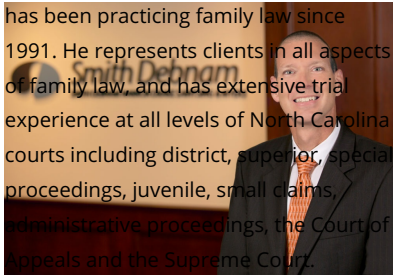 has been practicing family law since
1991. He represents clients in all aspects
Smith Debnam
of family law, and has extensive trial
experience at all levels of North Carolina
courts including district, superior, special
proceedings, juvenile, small claims,
administrative proceedings, the Court of
Appeals and the Supreme Court.